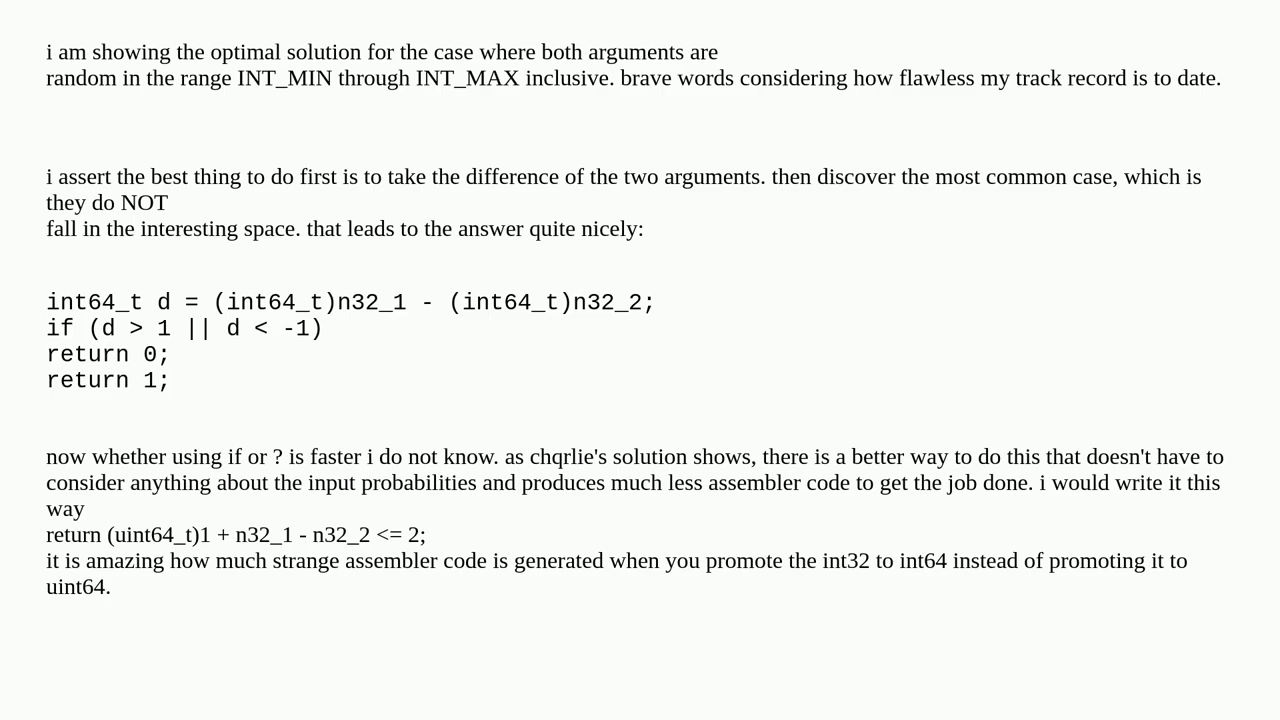 i am showing the optimal solution for the case where both arguments are
random in the range INT_MIN through INT_MAX inclusive. brave words considering how flawless my track record is to date.
i assert the best thing to do first is to take the difference of the two arguments. then discover the most common case, which is
they do NOT
fall in the interesting space. that leads to the answer quite nicely:
int64_t d = (int64_t)n32_1 - (int64_t)n32_2;
if (d > 1 || d < -1)
return 0;
return 1;
now whether using if or ? is faster i do not know. as chqrlie's solution shows, there is a better way to do this that doesn't have to
consider anything about the input probabilities and produces much less assembler code to get the job done. i would write it this
way
return (uint64_t)1 + n32_1 - n32_2 <= 2;
it is amazing how much strange assembler code is generated when you promote the int32 to int64 instead of promoting it to
uint64.